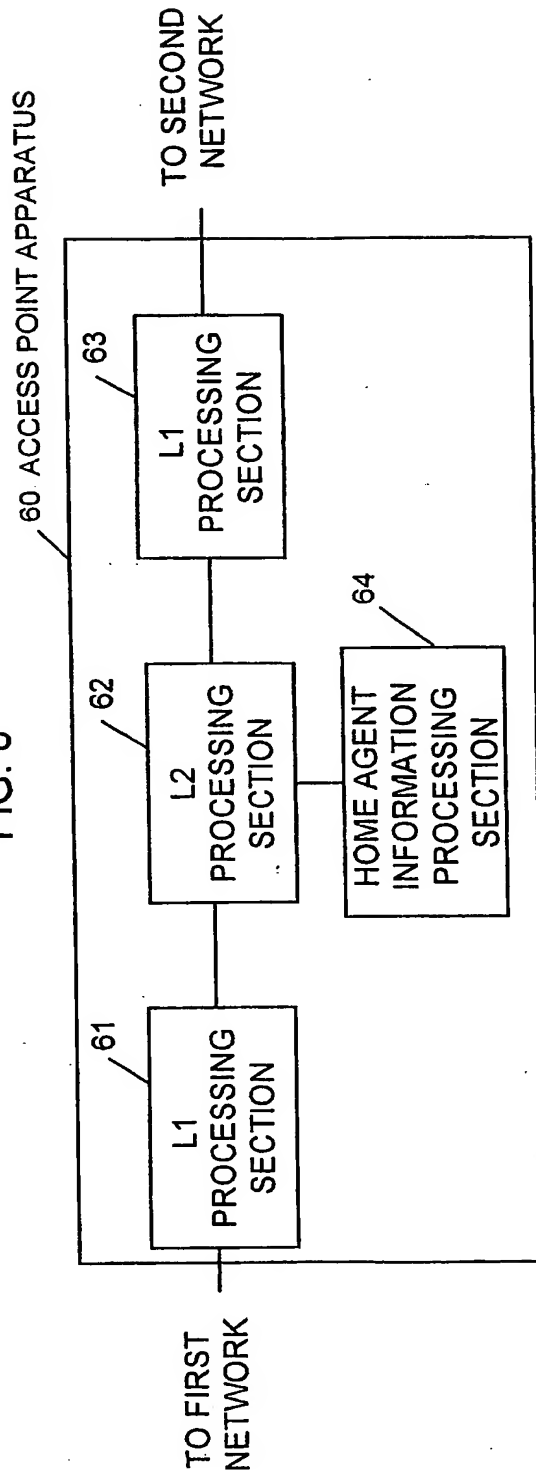 FIG.
60 ACCESS POINT APPARATUS
TO FIRST
NETWORK
61
L1
PROCESSING
SECTION
62
L2
PROCESSING
SECTION
63
L1
PROCESSING
SECTION
TO SECOND
NETWORK
64
HOME AGENT
INFORMATION
PROCESSING
SECTION